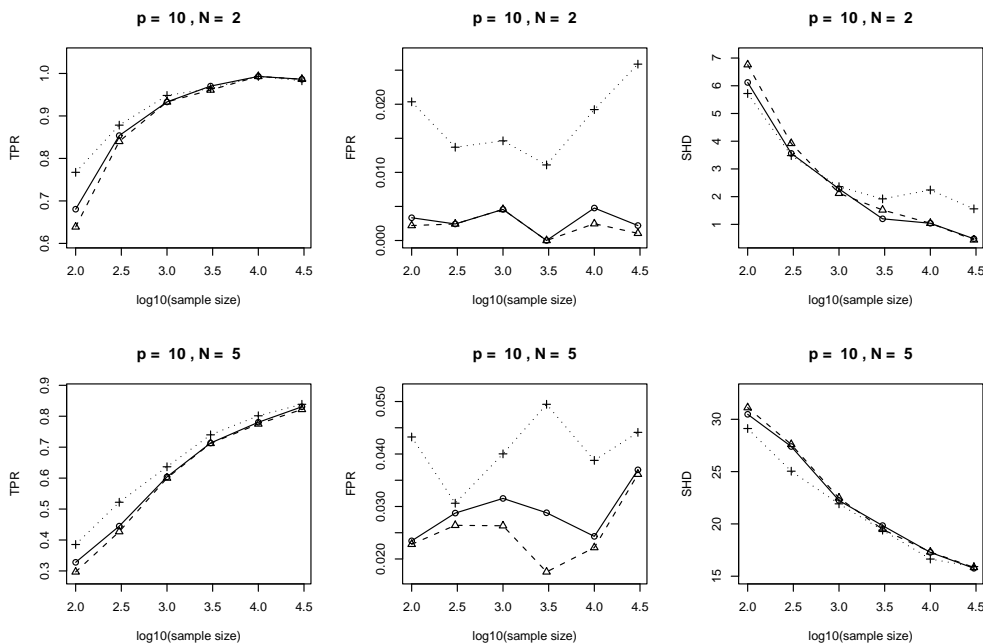 p = 10 , N = 2
TPR
1.0
0.9
0.8
0.7
0.6
2.0 2.5 3.0 3.5 4.0 4.5
log10(sample size)
p = 10 , N = 2
FPR
0.020
0.010
0.000
2.0 2.5 3.0 3.5 4.0 4.5
log10(sample size)
p = 10 , N = 2
SHD
7
6
5
4
3
2
1
2.0 2.5 3.0 3.5 4.0 4.5
log10(sample size)
p = 10 , N = 5
TPR
0.9
0.8
0.7
0.6
0.5
0.4
0.3
2.0 2.5 3.0 3.5 4.0 4.5
log10(sample size)
p = 10 , N = 5
FPR
0.050
0.040
0.030
0.020
2.0 2.5 3.0 3.5 4.0 4.5
log10(sample size)
p = 10 , N = 5
SHD
30
25
20
15
2.0 2.5 3.0 3.5 4.0 4.5
log10(sample size)